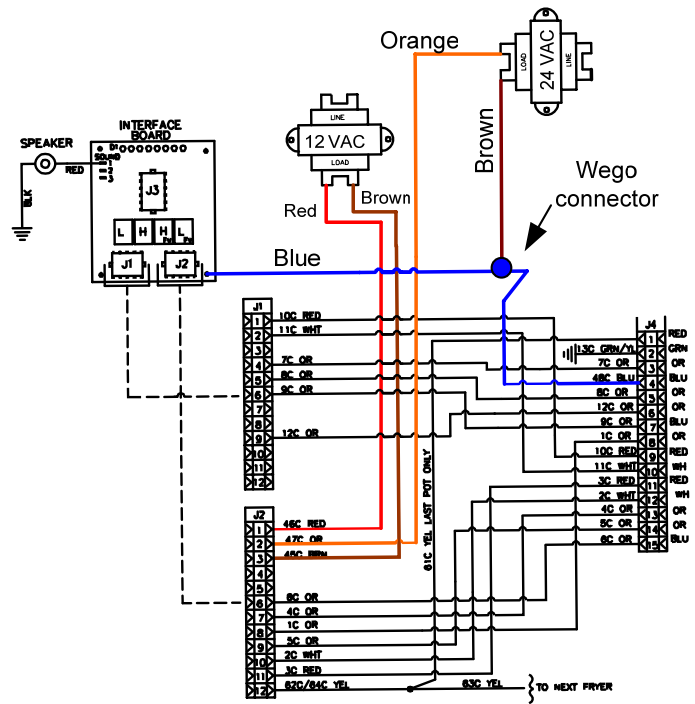 Orange
LOAD
24 VAC
LINE
LINE
12 VAC
LOAD
Brown
Wego
connector
INTERFACE
BOARD
SPEAKER
D1
SOUND
1
2
3
RED
BLK
J3
L H H L
Pa Pa
J1 J2
Red
Brown
Blue
J1
1 10C RED
2 11C WHT
3
4 7C OR
5 8C OR
6 9C OR
7
8
9 12C OR
10
11
12
J4
1 RED
13C GRN/YL 2 GRN
7C OR 3 OR
48C BLU 4 BLU
8C OR 5 OR
12C OR 6 OR
9C OR 7 BLU
1C OR 8 OR
10C RED 9 RED
11C WHT 10 WH
3C RED 11 RED
2C WHT 12 WH
4C OR 13 OR
5C OR 14 OR
6C OR 15 BLU
61C YEL LAST POT ONLY
J2
1 46C RED
2 47C OR
3 45C BRN
4
5
6 6C OR
7 4C OR
8 1C OR
9 5C OR
10 2C WHT
11 3C RED
12 62C/64C YEL
63C YEL
TO NEXT FRYER